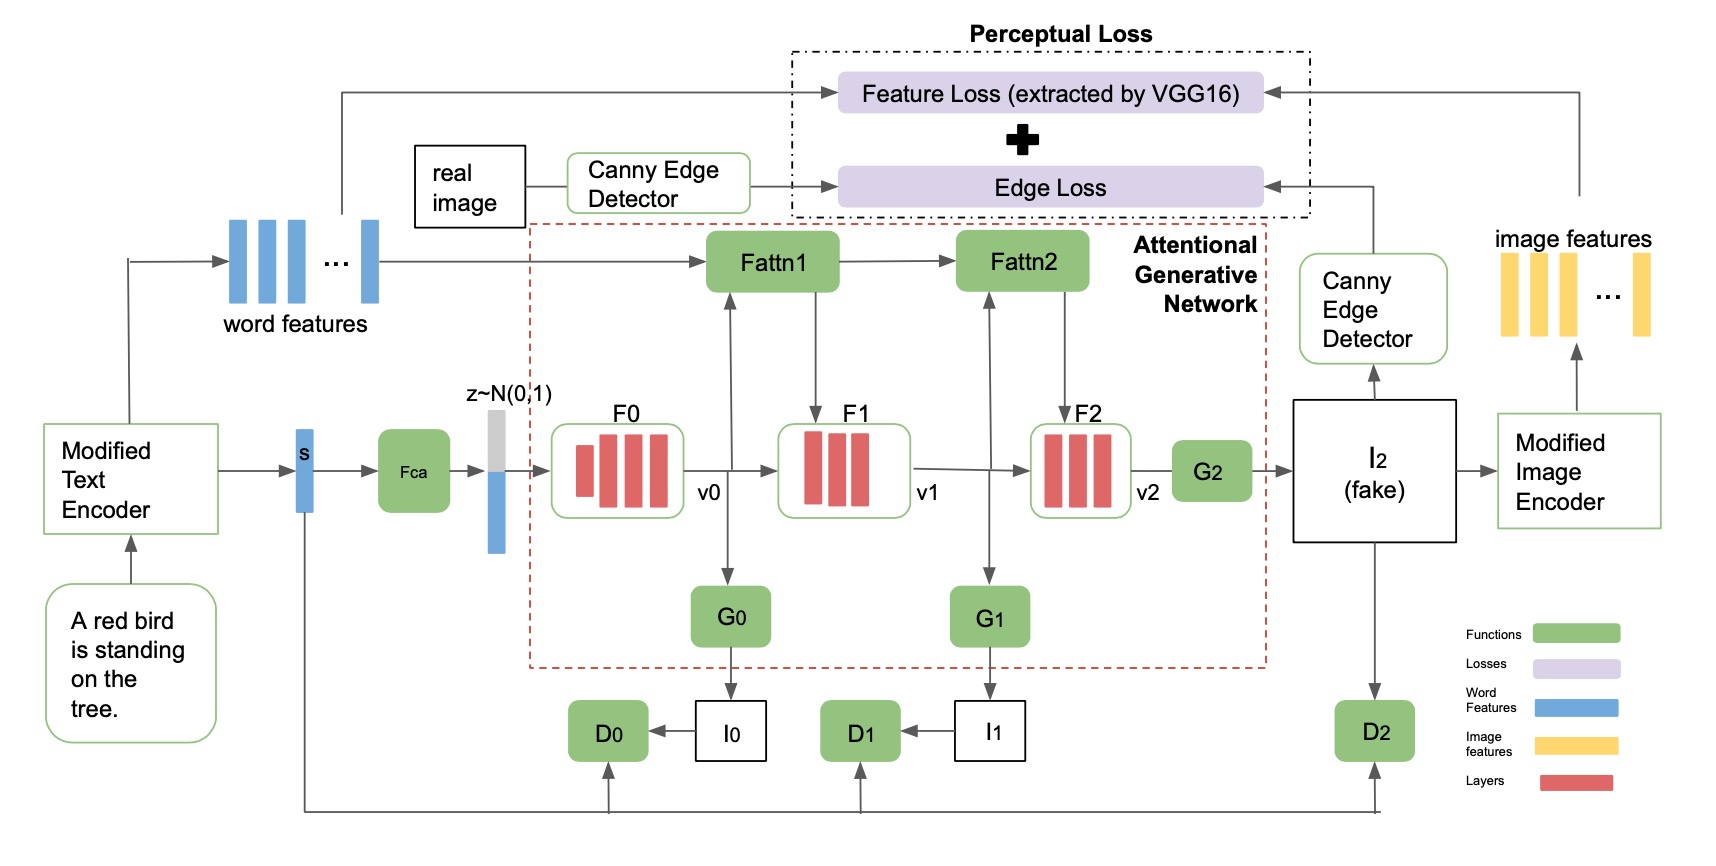 Perceptual Loss
Feature Loss (extracted by VGG16)
Edge Loss
real
image
Canny Edge
Detector
Attentional
Generative
Network
Fattn1
Fattn2
...
word features
image features
...
Canny
Edge
Detector
z~N(0,1)
F0
F1
F2
Modified
Text
Encoder
s
Fca
v0
v1
v2
G2
I2
(fake)
Modified
Image
Encoder
A red bird
is standing
on the
tree.
G0
G1
D0
I0
D1
I1
D2
Functions
Losses
Word
Features
Image
features
Layers